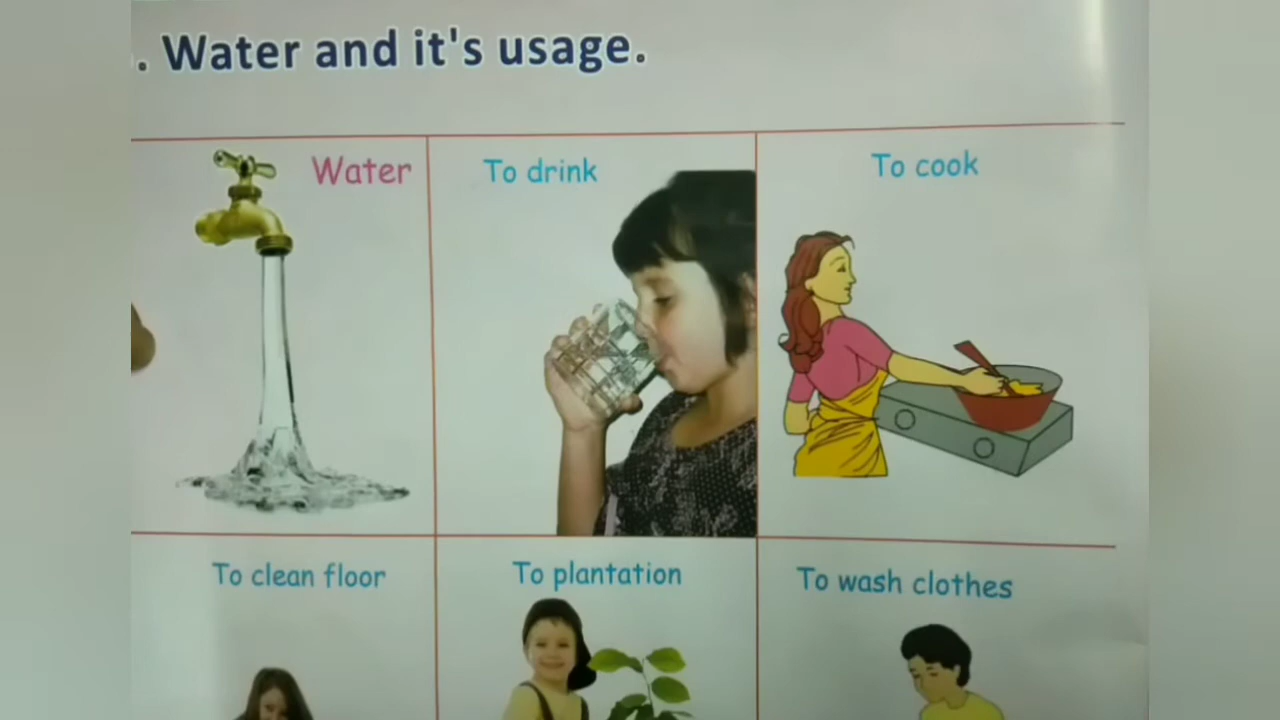 . Water and it's usage.
Water
To drink
To cook
To clean floor
To plantation
To wash clothes